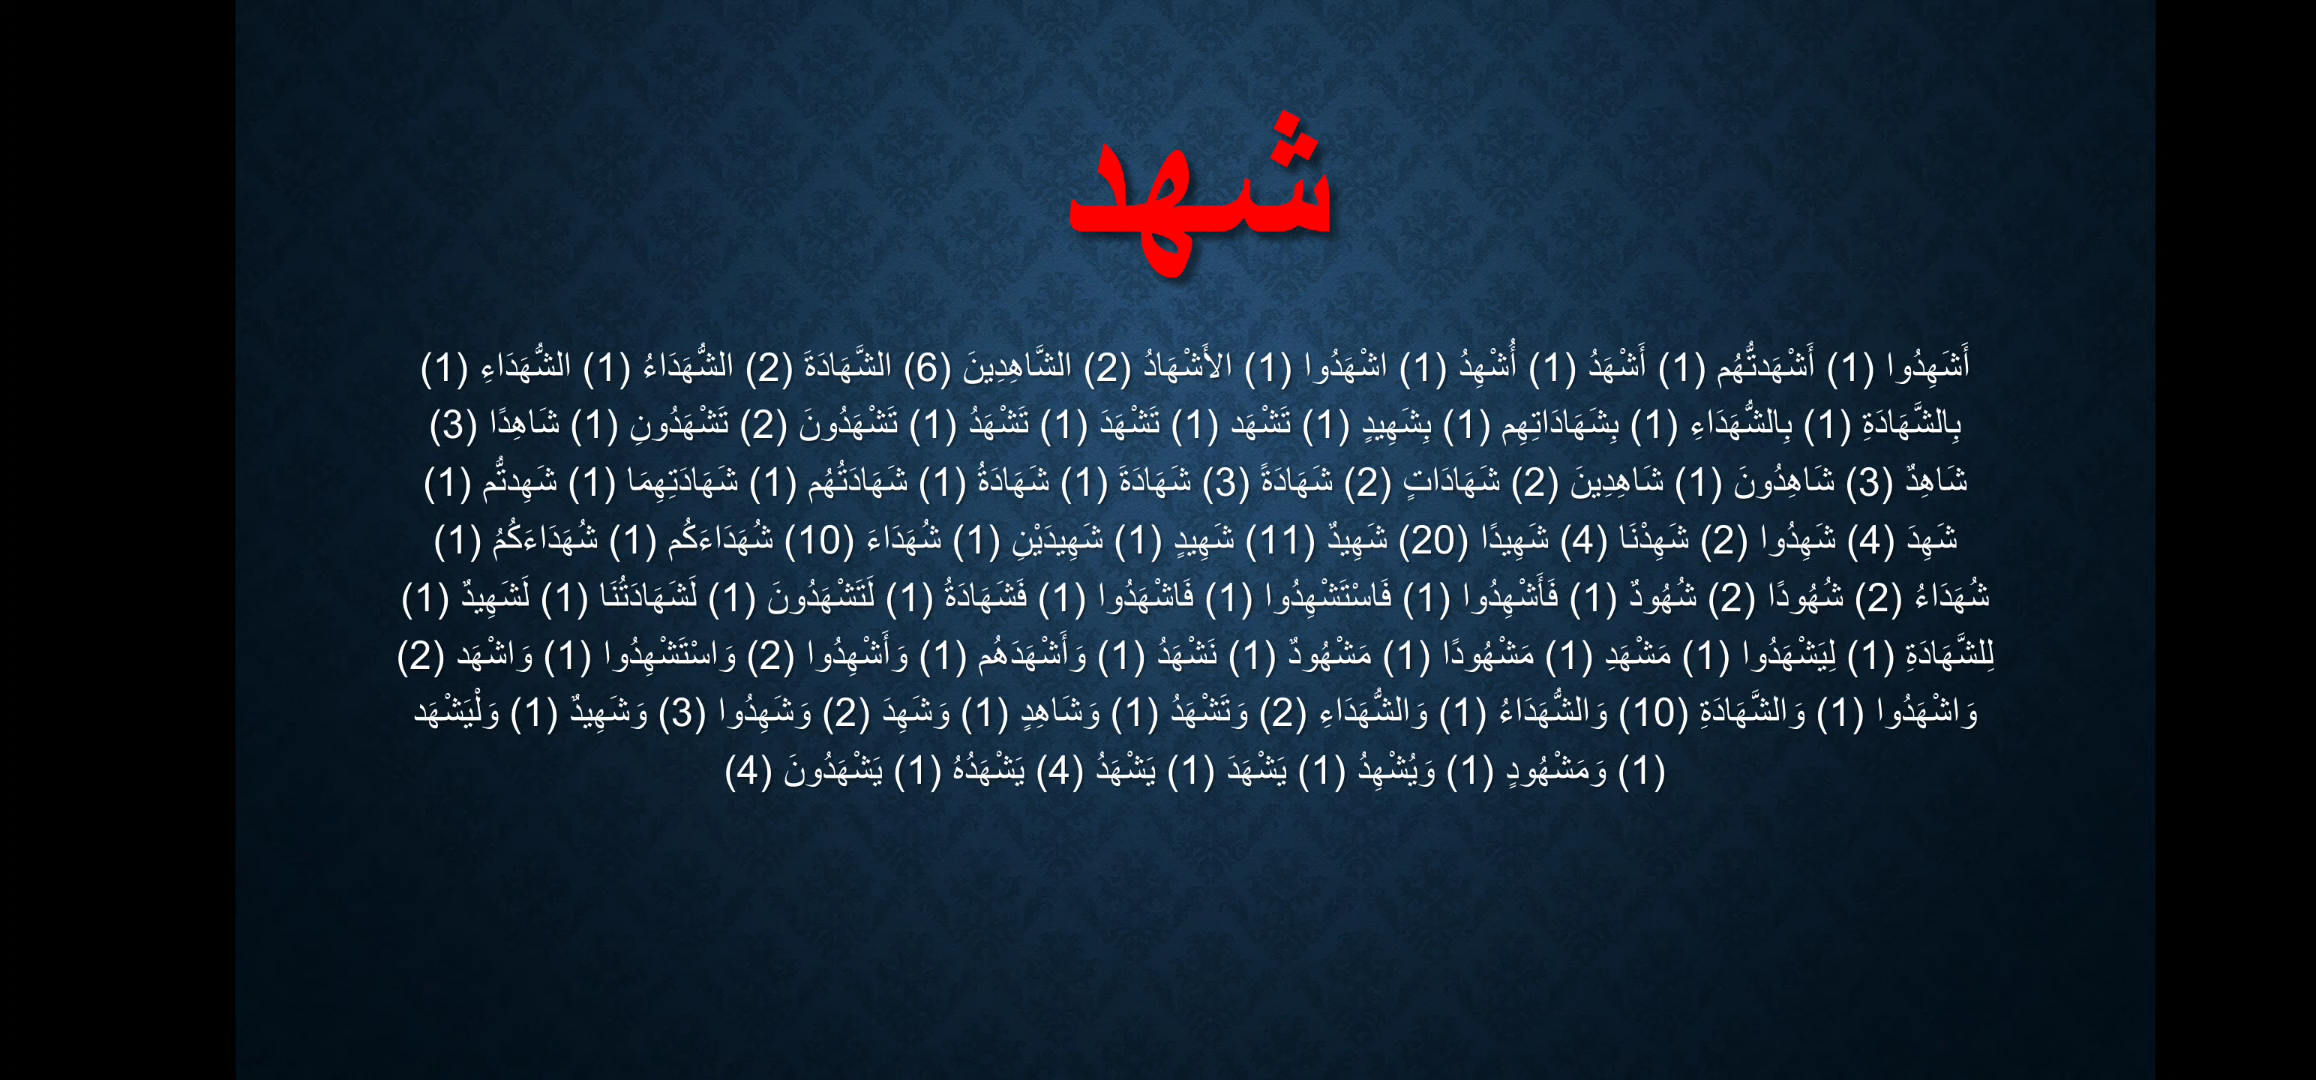 شهد
أَشَهِدُوا (1) أَشْهَدتُّهُم (1) أَشْهَدُ (1) أُشْهِدُ (1) اشْهَدُوا (1) الأَشْهَادُ (2) الشَّاهِدِينَ (6) الشَّهَادَةَ (2) الشُّهَدَاءُ (1) الشُّهَدَاءِ (1)
بِالشَّهَادَةِ (1) بِالشُّهَدَاءِ (1) بِشَهَادَاتِهِم (1) بِشَهِيدٍ (1) تَشْهَد (1) تَشْهَدَ (1) تَشْهَدُ (1) تَشْهَدُونَ (2) تَشْهَدُونِ (1) شَاهِدًا (3)
شَاهِدٌ (3) شَاهِدُونَ (1) شَاهِدِينَ (2) شَهَادَاتٍ (2) شَهَادَةً (3) شَهَادَةَ (1) شَهَادَةُ (1) شَهَادَتُهُم (1) شَهَادَتِهِمَا (1) شَهِدتُّم (1)
شَهِدَ (4) شَهِدُوا (2) شَهِدْنَا (4) شَهِيدًا (20) شَهِيدٌ (11) شَهِيدٍ (1) شَهِيدَيْنِ (1) شُهَدَاءَ (10) شُهَدَاءَكُم (1) شُهَدَاءَكُمُ (1)
شُهَدَاءُ (2) شُهُودًا (2) شُهُودٌ (1) فَأَشْهِدُوا (1) فَاسْتَشْهِدُوا (1) فَاشْهَدُوا (1) فَشَهَادَةُ (1) لَتَشْهَدُونَ (1) لَشَهَادَتُنَا (1) لَشَهِيدٌ (1)
لِلشَّهَادَةِ (1) لِيَشْهَدُوا (1) مَشْهَدِ (1) مَشْهُودًا (1) مَشْهُودٌ (1) نَشْهَدُ (1) وَأَشْهَدَهُم (1) وَأَشْهِدُوا (2) وَاسْتَشْهِدُوا (1) وَاشْهَد (2)
وَاشْهَدُوا (1) وَالشَّهَادَةِ (10) وَالشُّهَدَاءُ (1) وَالشُّهَدَاءِ (2) وَتَشْهَدُ (1) وَشَاهِدٍ (1) وَشَهِدَ (2) وَشَهِدُوا (3) وَشَهِيدٌ (1) وَلْيَشْهَد
(1) وَمَشْهُودٍ (1) وَيُشْهِدُ (1) يَشْهَدَ (1) يَشْهَدُ (4) يَشْهَدُهُ (1) يَشْهَدُونَ (4)